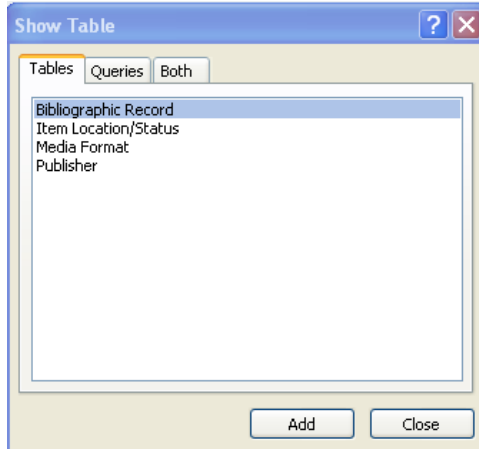 Show Table
Tables Queries Both
Bibliographic Record
Item Location/Status
Media Format
Publisher
Add Close